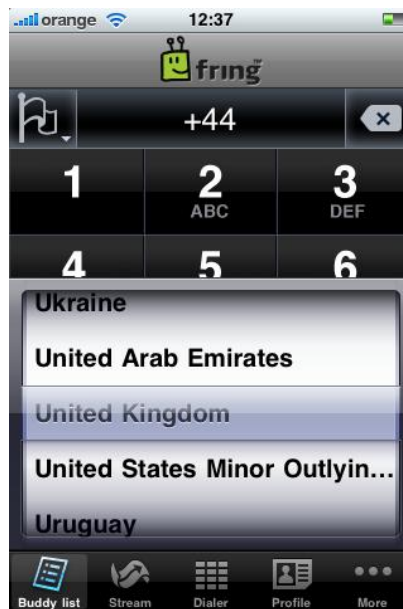 orange 12:37
fring
+44
1 2 3
ABC DEF
4 5 6
Ukraine
United Arab Emirates
United Kingdom
United States Minor Outlyin...
Uruguay
Buddy list Stream Dialer Profile More